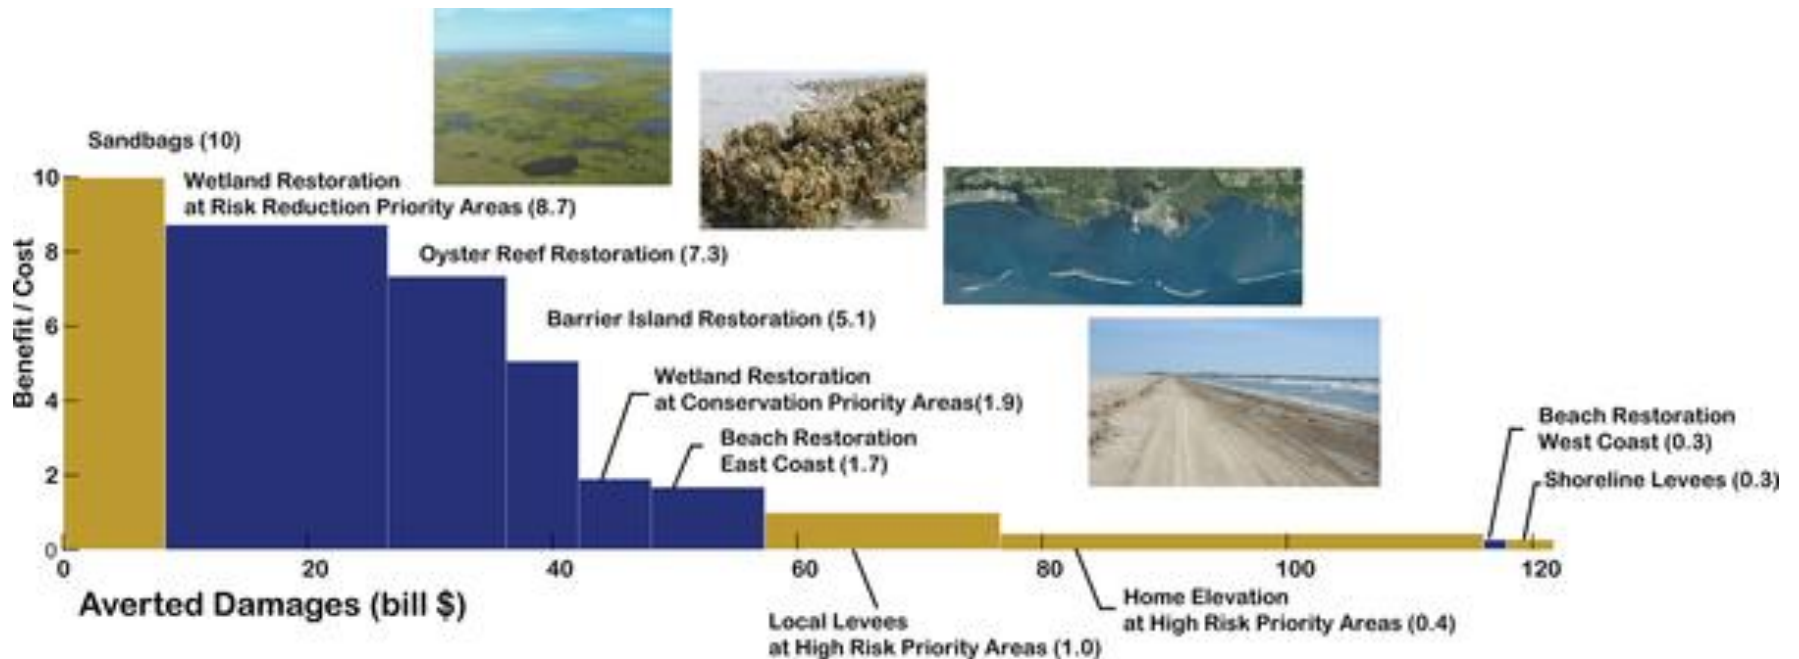 Sandbags (10)
Wetland Restoration
at Risk Reduction Priority Areas (8.7)
Oyster Reef Restoration (7.3)
Barrier Island Restoration (5.1)
Wetland Restoration
at Conservation Priority Areas(1.9)
Beach Restoration
East Coast (1.7)
Beach Restoration
West Coast (0.3)
Shoreline Levees (0.3)
Benefit / Cost
10
8
6
4
2
0
0 20 40 60 80 100 120
Averted Damages (bill $)
Local Levees
at High Risk Priority Areas (1.0)
Home Elevation
at High Risk Priority Areas (0.4)